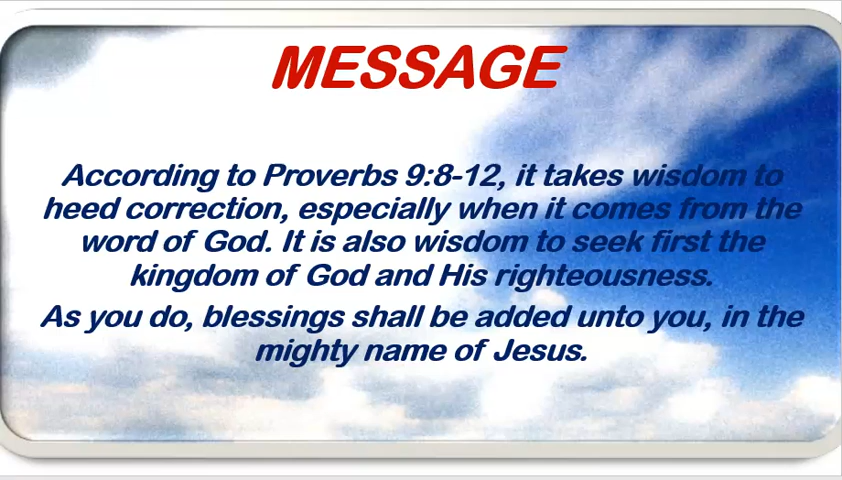 MESSAGE
According to Proverbs 9:8-12, it takes wisdom to
heed correction, especially when it comes from the
word of God. It is also wisdom to seek first the
kingdom of God and His righteousness.
As you do, blessings shall be added unto you, in the
mighty name of Jesus.